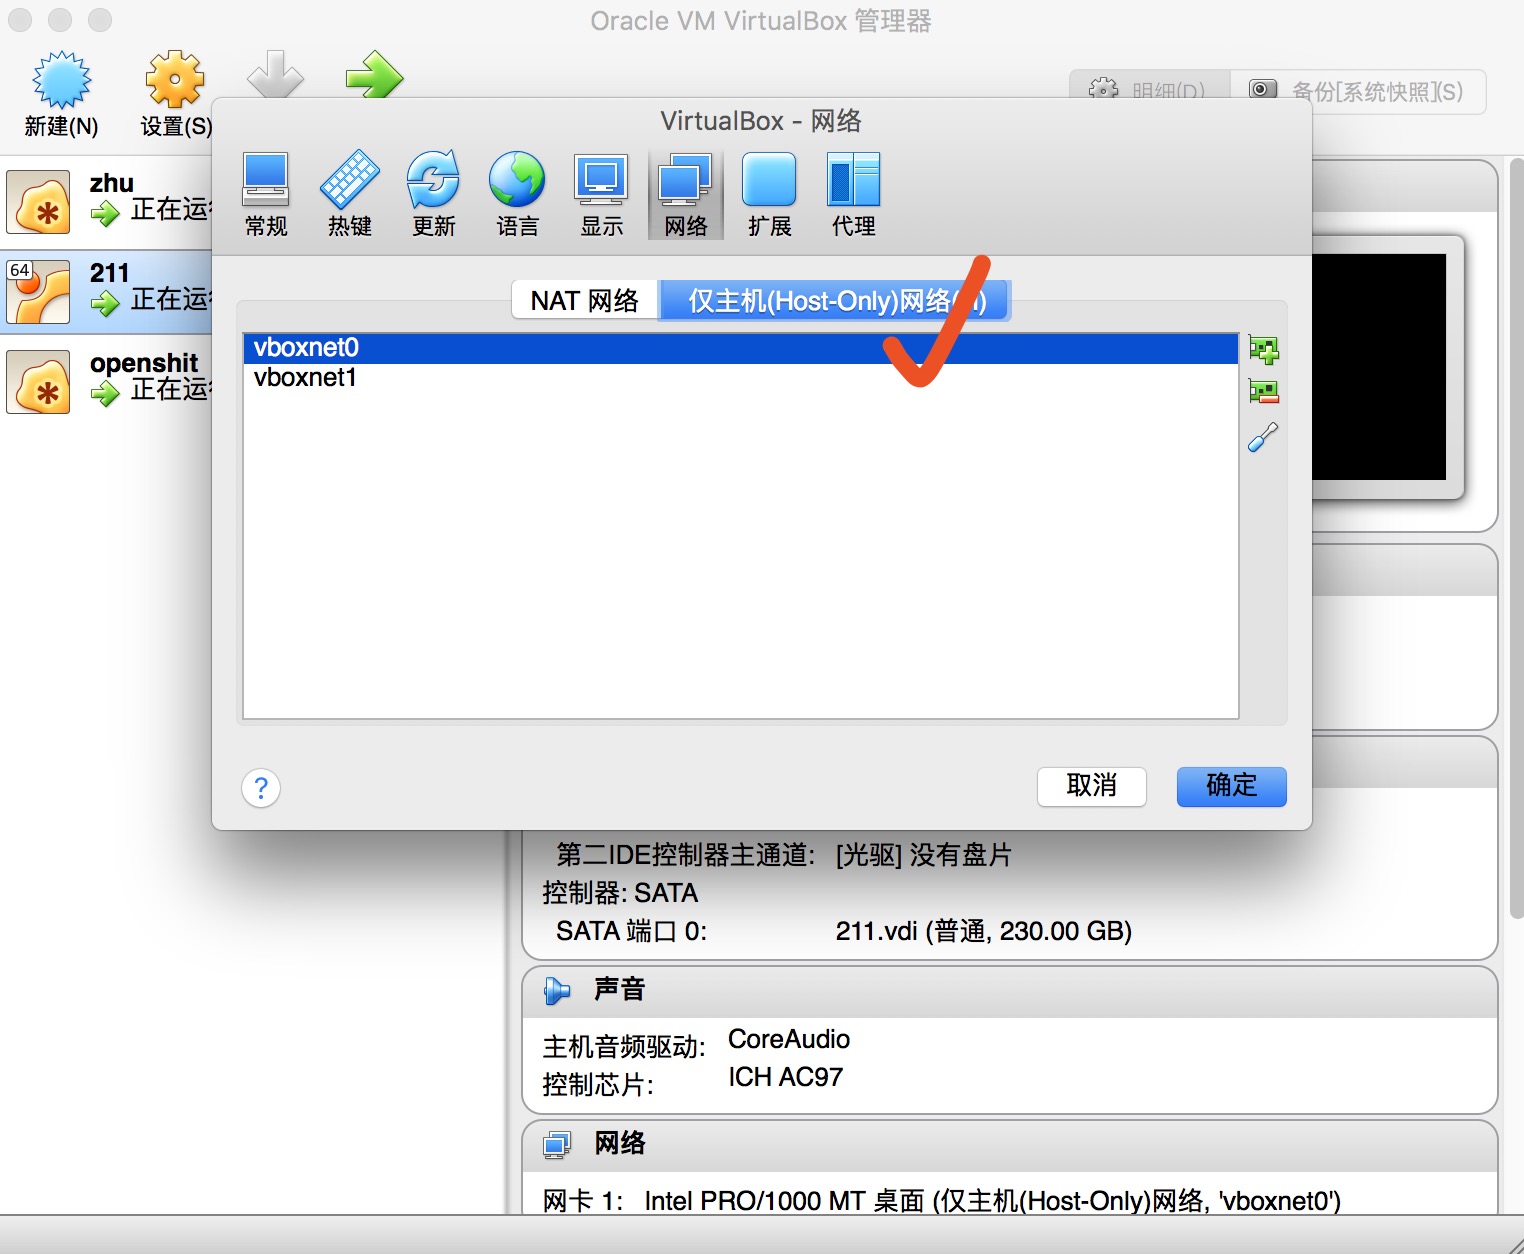 Oracle VM VirtualBox 管理器
新建(N)
设置(S)
明细(D)
备份[系统快照](S)
zhu
正在运行
64
211
正在运行
openshit
正在运行
VirtualBox - 网络
常规
热键
更新
语言
显示
网络
扩展
代理
NAT 网络
仅主机(Host-Only)网络
vboxnet0
vboxnet1
?
取消
确定
第二IDE控制器主通道: [光驱] 没有盘片
控制器: SATA
SATA 端口 0: 211.vdi (普通, 230.00 GB)
声音
主机音频驱动: CoreAudio
控制芯片: ICH AC97
网络
网卡 1: Intel PRO/1000 MT 桌面 (仅主机(Host-Only)网络, 'vboxnet0')